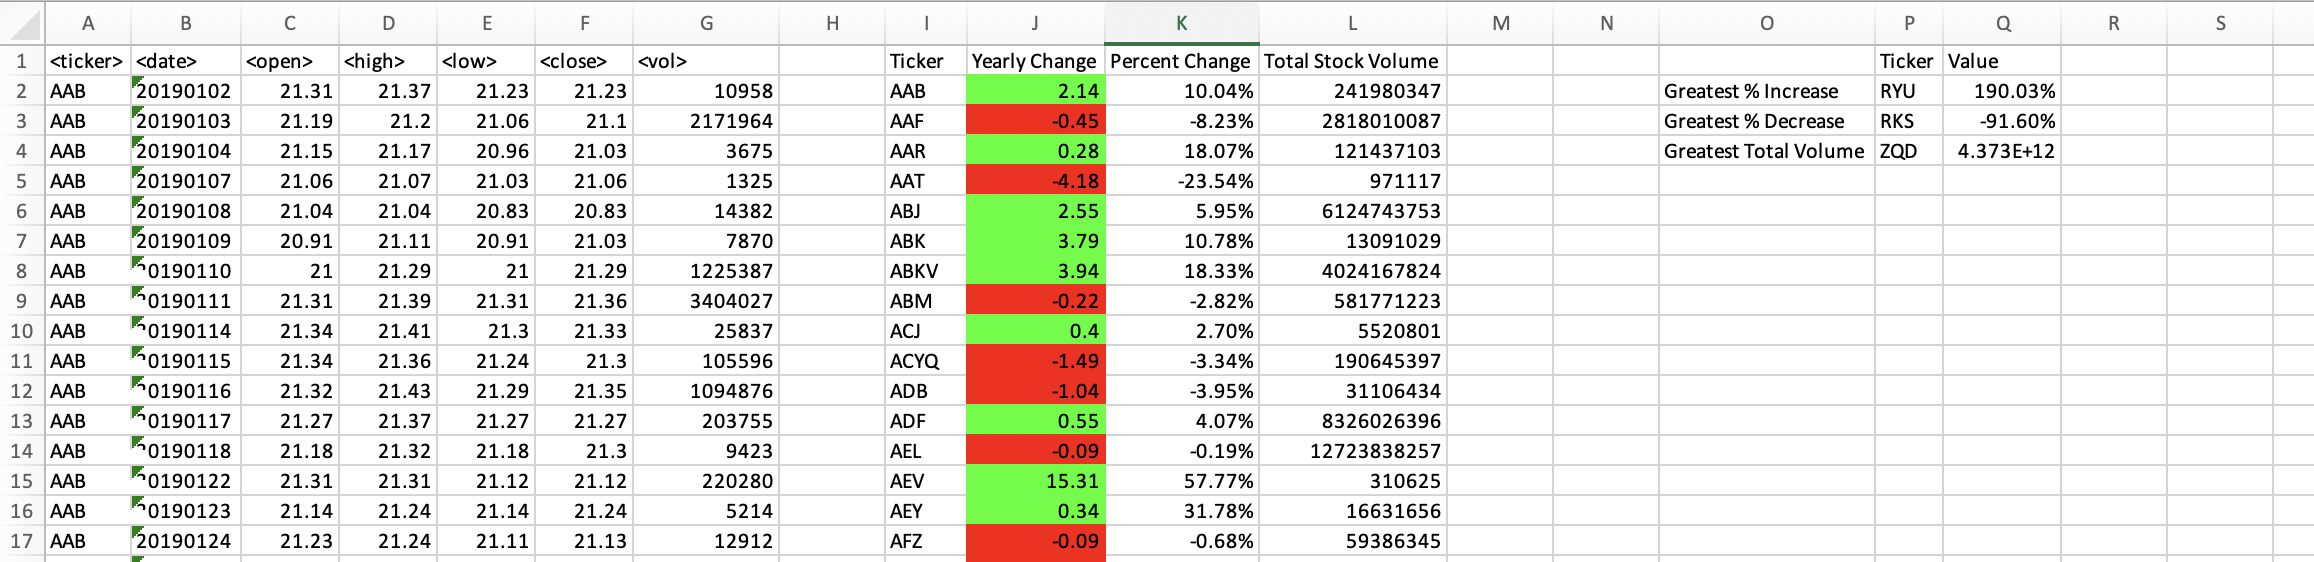 A B C D E F G H I J K L M N O P Q R S
1 <ticker> <date> <open> <high> <low> <close> <vol> Ticker Yearly Change Percent Change Total Stock Volume Ticker Value
2 AAB 20190102 21.31 21.37 21.23 21.23 10958 AAB 2.14 10.04% 241980347 Greatest % Increase RYU 190.03%
3 AAB 20190103 21.19 21.2 21.06 21.1 2171964 AAF -0.45 -8.23% 2818010087 Greatest % Decrease RKS -91.60%
4 AAB 20190104 21.15 21.17 20.96 21.03 3675 AAR 0.28 18.07% 121437103 Greatest Total Volume ZQD 4.373E+12
5 AAB 20190107 21.06 21.07 21.03 21.06 1325 AAT -4.18 -23.54% 971117
6 AAB 20190108 21.04 21.04 20.83 20.83 14382 ABJ 2.55 5.95% 6124743753
7 AAB 20190109 20.91 21.11 20.91 21.03 7870 ABK 3.79 10.78% 13091029
8 AAB 20190110 21 21.29 21 21.29 1225387 ABKV 3.94 18.33% 4024167824
9 AAB 20190111 21.31 21.39 21.31 21.36 3404027 ABM -0.22 -2.82% 581771223
10 AAB 20190114 21.34 21.41 21.3 21.33 25837 ACJ 0.4 2.70% 5520801
11 AAB 20190115 21.34 21.36 21.24 21.3 105596 ACYQ -1.49 -3.34% 190645397
12 AAB 20190116 21.32 21.43 21.29 21.35 1094876 ADB -1.04 -3.95% 31106434
13 AAB 20190117 21.27 21.37 21.27 21.27 203755 ADF 0.55 4.07% 8326026396
14 AAB 20190118 21.18 21.32 21.18 21.3 9423 AEL -0.09 -0.19% 12723838257
15 AAB 20190122 21.31 21.31 21.12 21.12 220280 AEV 15.31 57.77% 310625
16 AAB 20190123 21.14 21.24 21.14 21.24 5214 AEY 0.34 31.78% 16631656
17 AAB 20190124 21.23 21.24 21.11 21.13 12912 AFZ -0.09 -0.68% 59386345